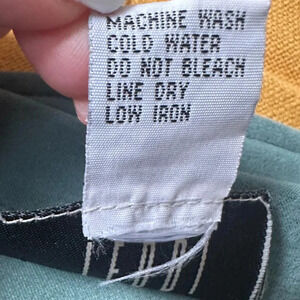 MACHINE WASH
COLD WATER
DO NOT BLEACH
LINE DRY
LOW IRON